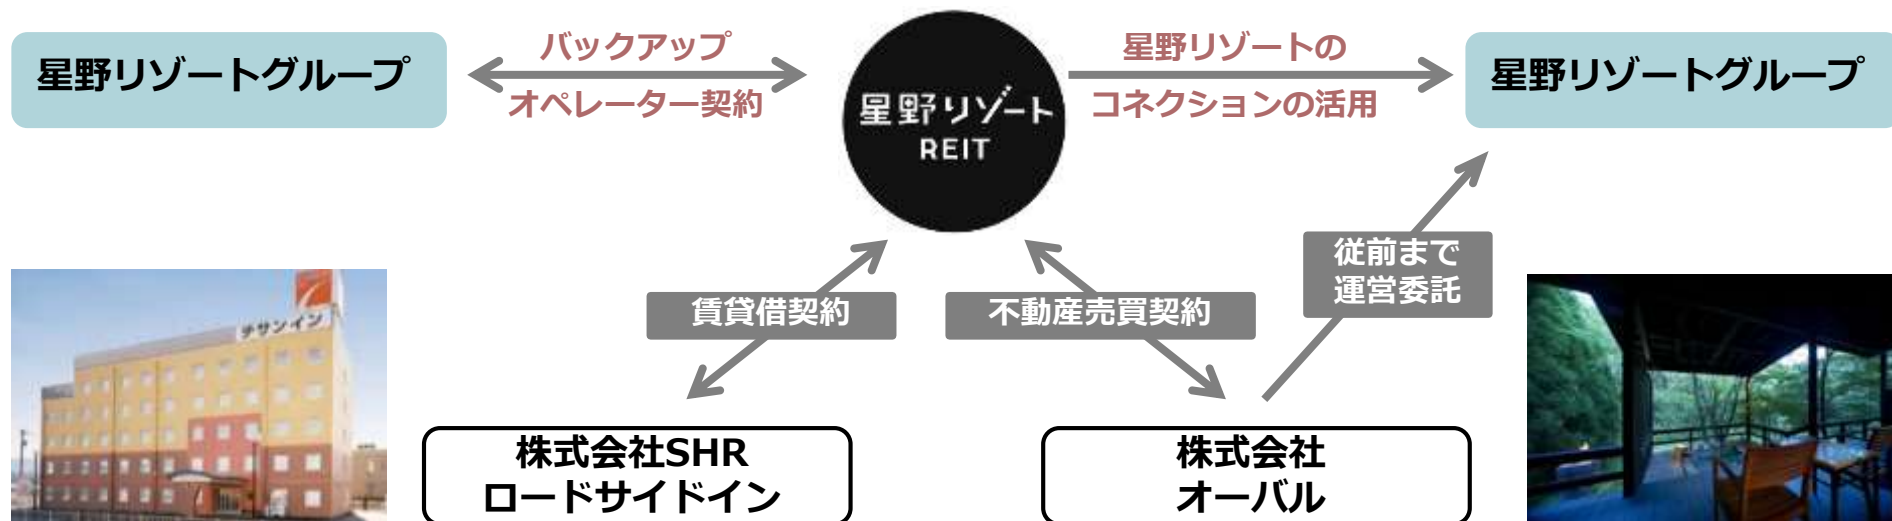 星野リゾートグループ
バックアップ
オペレーター契約
星野リゾート
REIT
星野リゾートの
コネクションの活用
星野リゾートグループ
従前まで
運営委託
賃貸借契約
不動産売買契約
チサンイン
株式会社SHR
ロードサイドイン
株式会社
オーバル